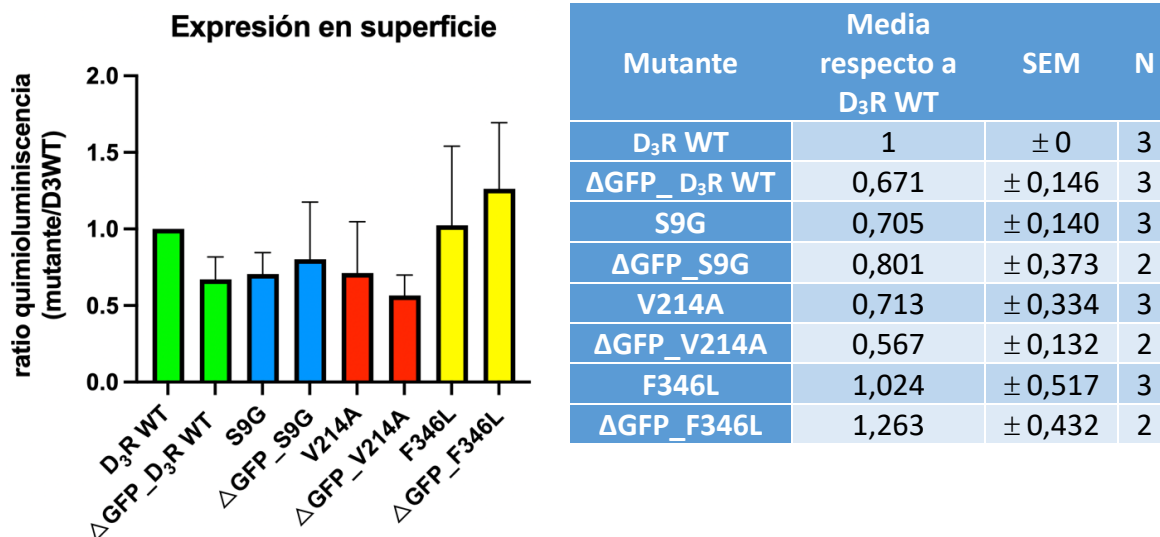 Expresión en superficie
ratio quimioluminiscencia
(mutante/D3WT)
2.0
1.5
1.0
0.5
0.0
D₃R WT
△GFP_D₃R WT
S9G
△GFP_S9G
V214A
△GFP_V214A
F346L
△GFP_F346L
Mutante Media respecto a D₃R WT SEM N
D₃R WT 1 ± 0 3
ΔGFP_ D₃R WT 0,671 ± 0,146 3
S9G 0,705 ± 0,140 3
ΔGFP_S9G 0,801 ± 0,373 2
V214A 0,713 ± 0,334 3
ΔGFP_V214A 0,567 ± 0,132 2
F346L 1,024 ± 0,517 3
ΔGFP_F346L 1,263 ± 0,432 2